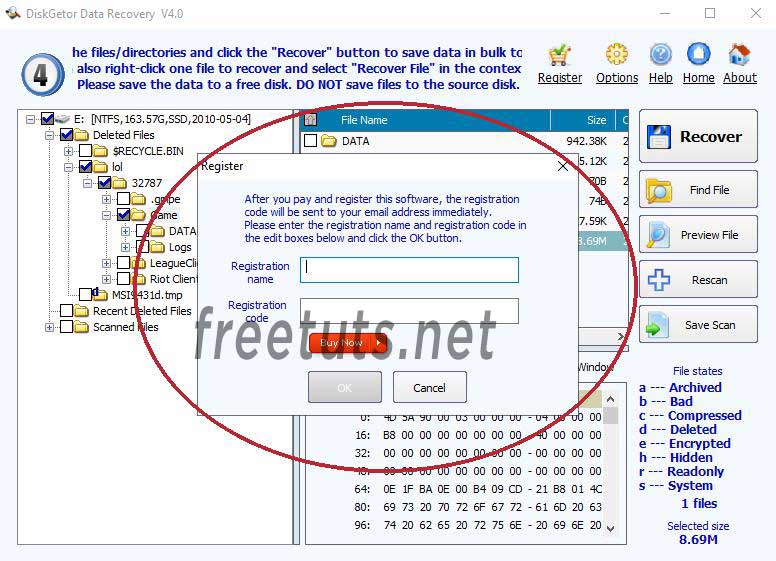 DiskGetor Data Recovery V4.0
he files/directories and click the "Recover" button to save data in bulk to
also right-click one file to recover and select "Recover File" in the contex
Please save the data to a free disk. DO NOT save files to the source disk.
4
Register
Options
Help
Home
About
E: [NTFS,163.57G,SSD,2010-05-04]
Deleted Files
$RECYCLE.BIN
lol
32787
Game
DATA
Logs
LeagueClie
Riot Client
MSI9431d.tmp
Recent Deleted Files
Scanned Files
File Name
Size
DATA
942.38K
5.12K
70B
74B
7.59K
3.69M
Register
After you pay and register this software, the registration
code will be sent to your email address immediately.
Please enter the registration name and registration code in
the edit boxes below and click the OK button.
Registration
name
Registration
code
Buy Now
OK
Cancel
freetuts.net
Window
0: 4D 5A 90 00 03 00 00 00 - 04 00 00 00
16: B8 00 00 00 00 00 00 00 - 40 00 00 00
32: 00 00 00 00 00 00 00 00 - 00 00 00 00
48: 00 00 00 00 00 00 00 00 - 00 00 00 00
64: 0E 1F BA 0E 00 B4 09 CD - 21 B8 01 4C
80: 69 73 20 70 72 6F 67 72 - 61 6D 20 63
96: 74 20 62 65 20 72 75 6E - 20 69 6E 20
Recover
Find File
Preview File
Rescan
Save Scan
File states
a --- Archived
b --- Bad
c --- Compressed
d --- Deleted
e --- Encrypted
h --- Hidden
r --- Readonly
s --- System
1 files
Selected size
8.69M